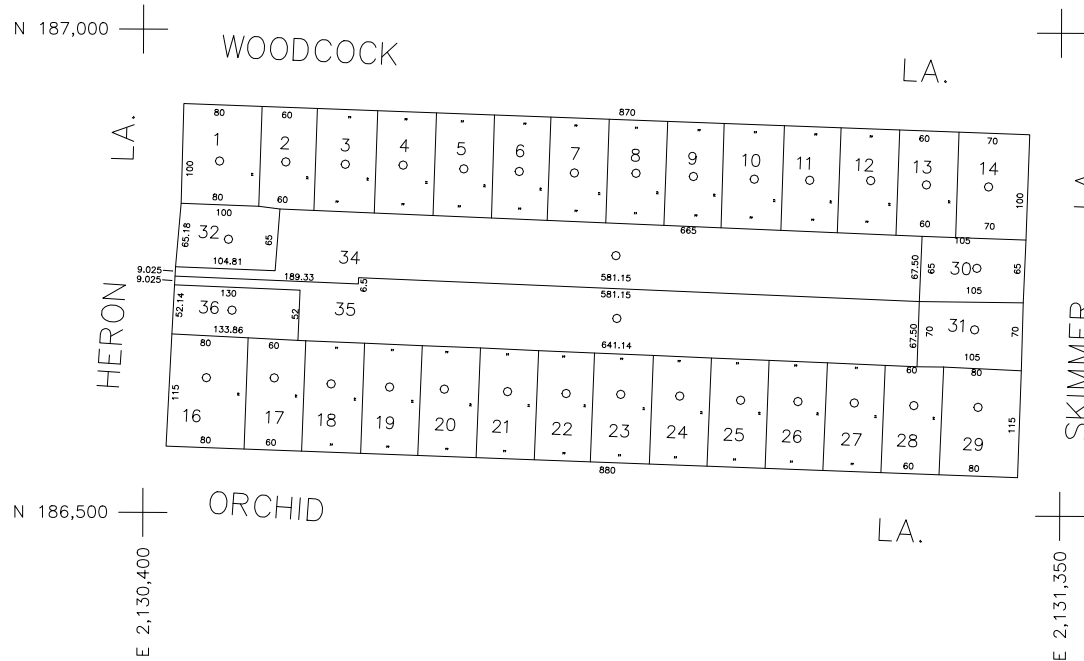 N 187,000
WOODCOCK
LA.
LA.
80 60 " " " " " 870 " " " " 60 70
1 2 3 4 5 6 7 8 9 10 11 12 13 14
100 " " " " " " " " " " " " 100
80 60 " " " " " " " " " " 60 70
LA.
100 665 105
65.18 32 65 34 67.50 65 30 65
104.81 105
9.025 189.33 581.15
9.025 6.5 581.15
130
52.14 36 52 35 67.50 70 31 70
133.86 641.14 105
HERON
SKIMMER
80 60 " " " " " " " " " " 60 80
115 " " " " " " " " " " " " 115
16 17 18 19 20 21 22 23 24 25 26 27 28 29
80 60 " " " " " 880 " " " " 60 80
N 186,500
ORCHID
LA.
E 2,130,400
E 2,131,350